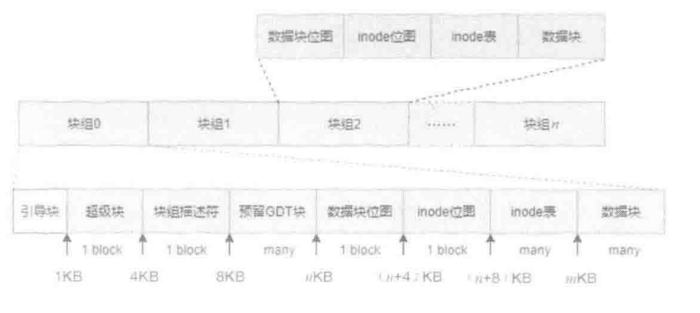 数据块位图 inode位图 inode表 数据块
块组0 块组1 块组2 ...... 块组n
引导块 超级块 块组描述符 预留GDT块 数据块位图 inode位图 inode表 数据块
1 block 1 block many 1 block 1 block many many
1KB 4KB 8KB nKB (n+4)KB (n+8)KB mKB